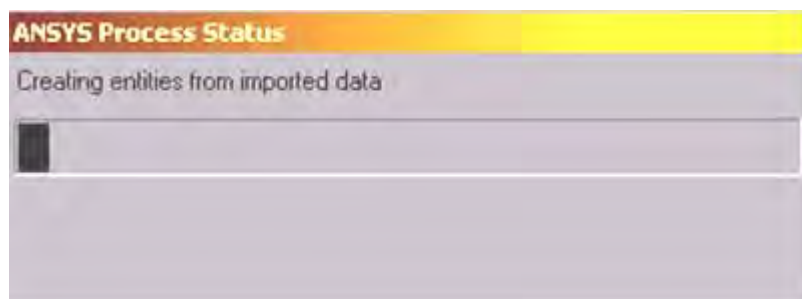 ANSYS Process Status
Creating entities from imported data